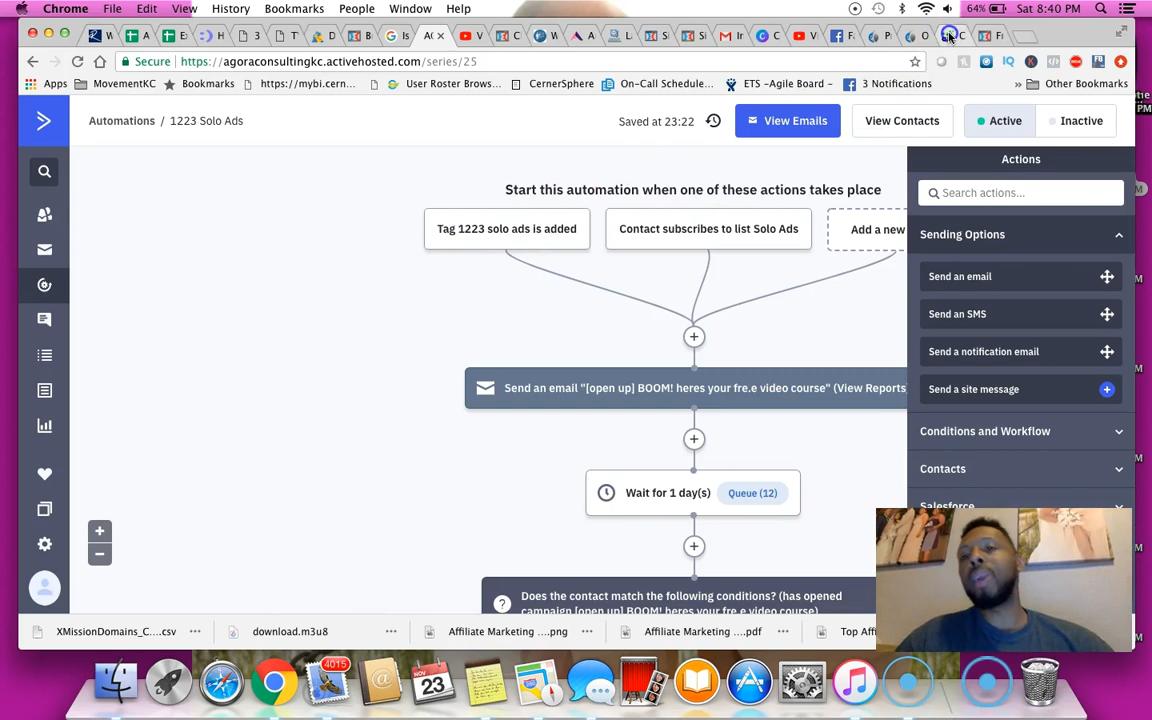 Chrome File Edit View History Bookmarks People Window Help
64% Sat 8:40 PM
Secure https://agoraconsultingkc.activehosted.com/series/25
Apps MovementKC Bookmarks https://mybi.cern... User Roster Brows... CernerSphere On-Call Schedule... ETS -Agile Board - 3 Notifications » Other Bookmarks
Automations / 1223 Solo Ads
Saved at 23:22
View Emails
View Contacts
Active
Inactive
Actions
Search actions...
Start this automation when one of these actions takes place
Tag 1223 solo ads is added
Contact subscribes to list Solo Ads
Add a new
Sending Options
Send an email
Send an SMS
Send a notification email
Send a site message
Conditions and Workflow
Contacts
Salesforce
Send an email "[open up] BOOM! heres your fre.e video course" (View Reports
Wait for 1 day(s) Queue (12)
Does the contact match the following conditions? (has opened
campaign [open up] BOOM! heres your fre.e video course)
XMissionDomains_C....csv
download.m3u8
Affiliate Marketing ....png
Affiliate Marketing ....pdf
Top Affi
4015
NOV
23